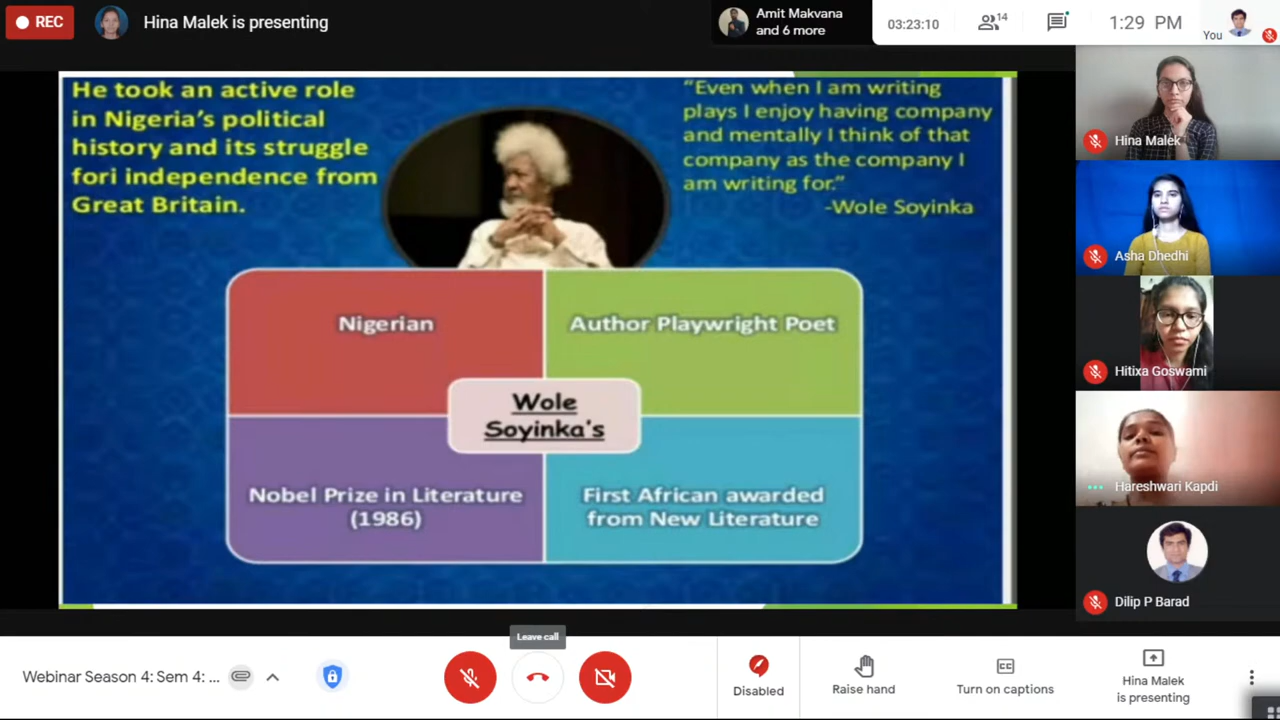 REC
Hina Malek is presenting
Amit Makvana
and 6 more
03:23:10
14
1:29 PM
You
He took an active role
in Nigeria's political
history and its struggle
fori independence from
Great Britain.
"Even when I am writing
plays I enjoy having company
and mentally I think of that
company as the company I
am writing for."
-Wole Soyinka
Nigerian
Author Playwright Poet
Wole
Soyinka's
Nobel Prize in Literature
(1986)
First African awarded
from New Literature
Hina Malek
Asha Dhedhi
Hitixa Goswami
Hareshwari Kapdi
Dilip P Barad
Leave call
Webinar Season 4: Sem 4: ...
Disabled
Raise hand
Turn on captions
Hina Malek
is presenting